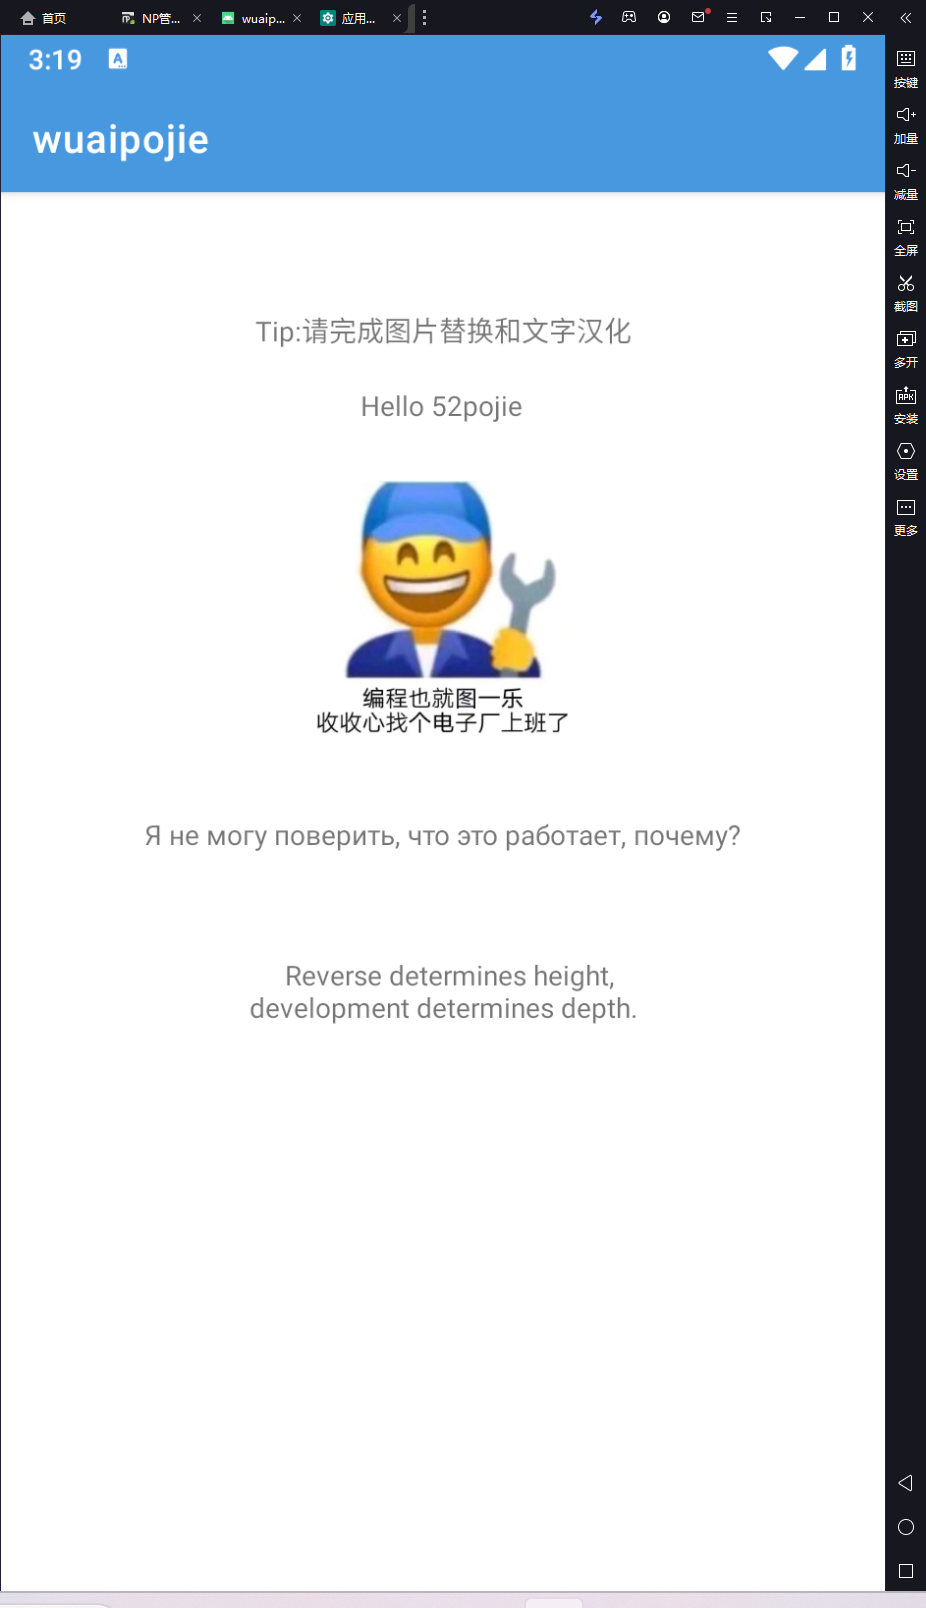 首页
NP管...
wuaip...
应用...
3:19
wuaipojie
Tip:请完成图片替换和文字汉化
Hello 52pojie
编程也就图一乐
收收心找个电子厂上班了
Я не могу поверить, что это работает, почему?
Reverse determines height,
development determines depth.
按键
加量
减量
全屏
截图
多开
APK
安装
设置
更多